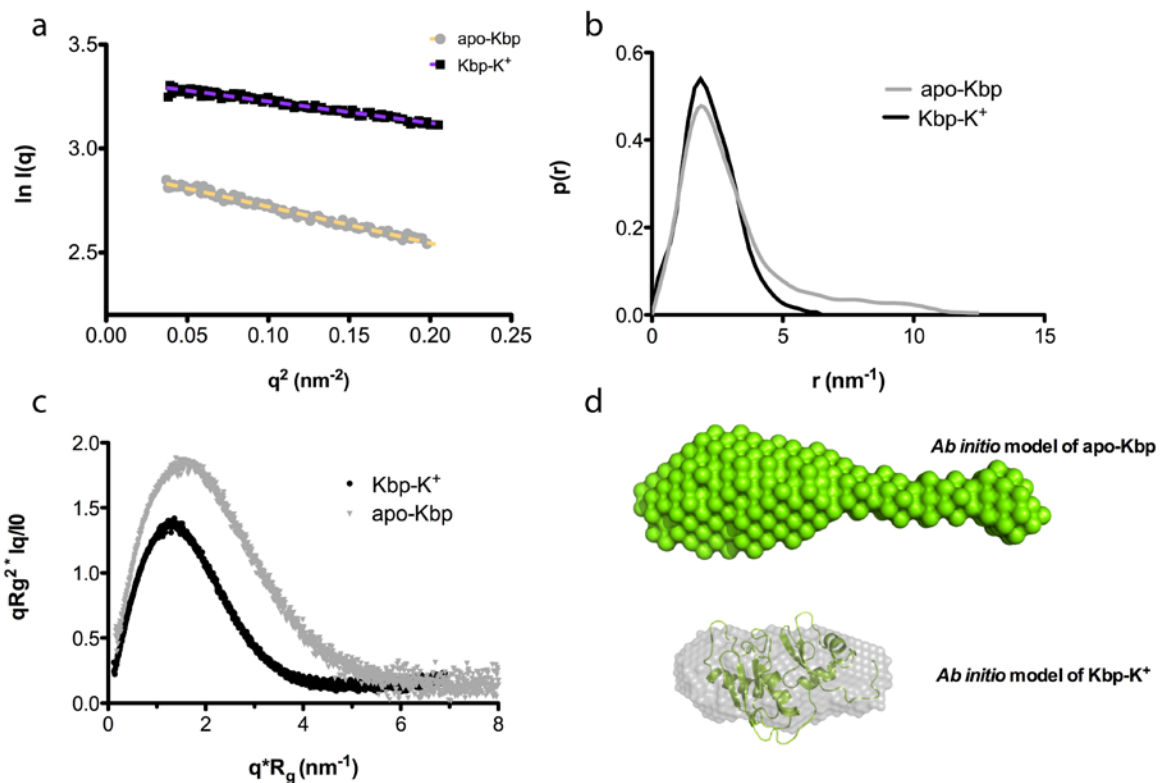 a
3.5
3.0
2.5
ln I(q)
0.00 0.05 0.10 0.15 0.20 0.25
q² (nm⁻²)
apo-Kbp
Kbp-K⁺
b
0.6
0.4
0.2
0.0
p(r)
0 5 10 15
r (nm⁻¹)
apo-Kbp
Kbp-K⁺
c
2.0
1.5
1.0
0.5
0.0
qRg²* Iq/I0
0 2 4 6 8
q*Rg (nm⁻¹)
Kbp-K⁺
apo-Kbp
d
Ab initio model of apo-Kbp
Ab initio model of Kbp-K⁺